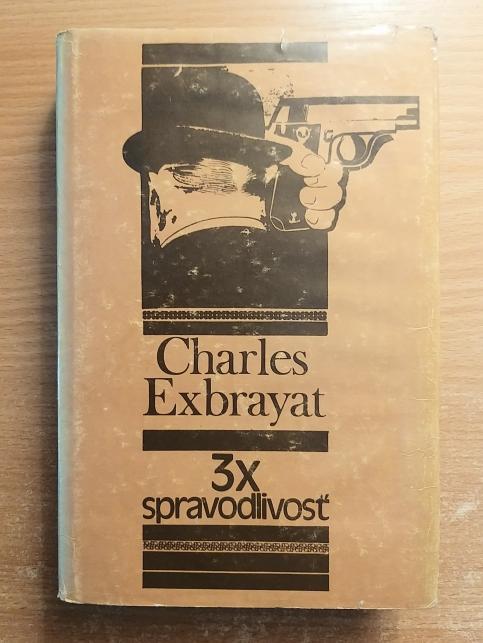 Charles
Exbrayat
3x
spravodlivosť